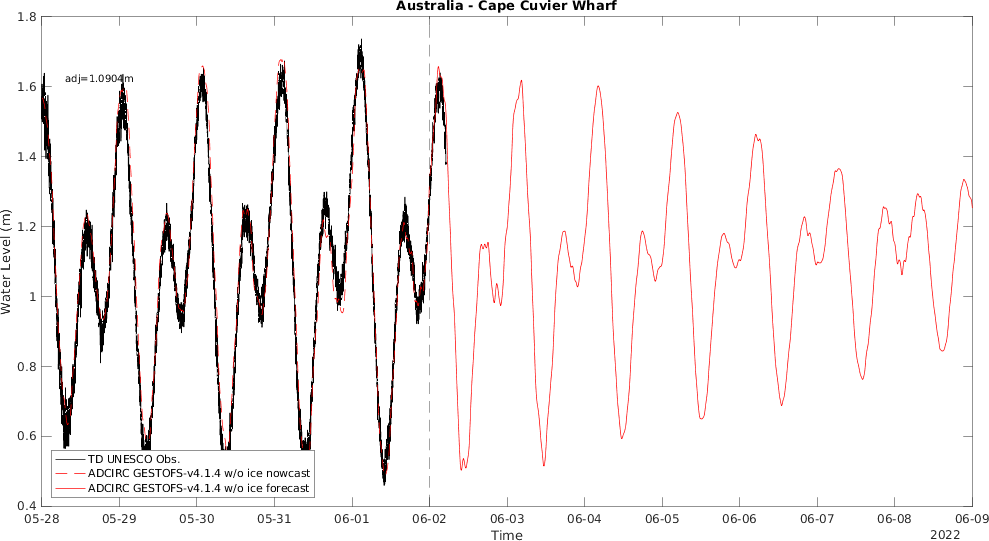 Australia - Cape Cuvier Wharf
1.8
1.6
1.4
1.2
1
0.8
0.6
0.4
Water Level (m)
adj=1.0904m
TD UNESCO Obs.
ADCIRC GESTOFS-v4.1.4 w/o ice nowcast
ADCIRC GESTOFS-v4.1.4 w/o ice forecast
05-28 05-29 05-30 05-31 06-01 06-02 06-03 06-04 06-05 06-06 06-07 06-08 06-09
Time
2022